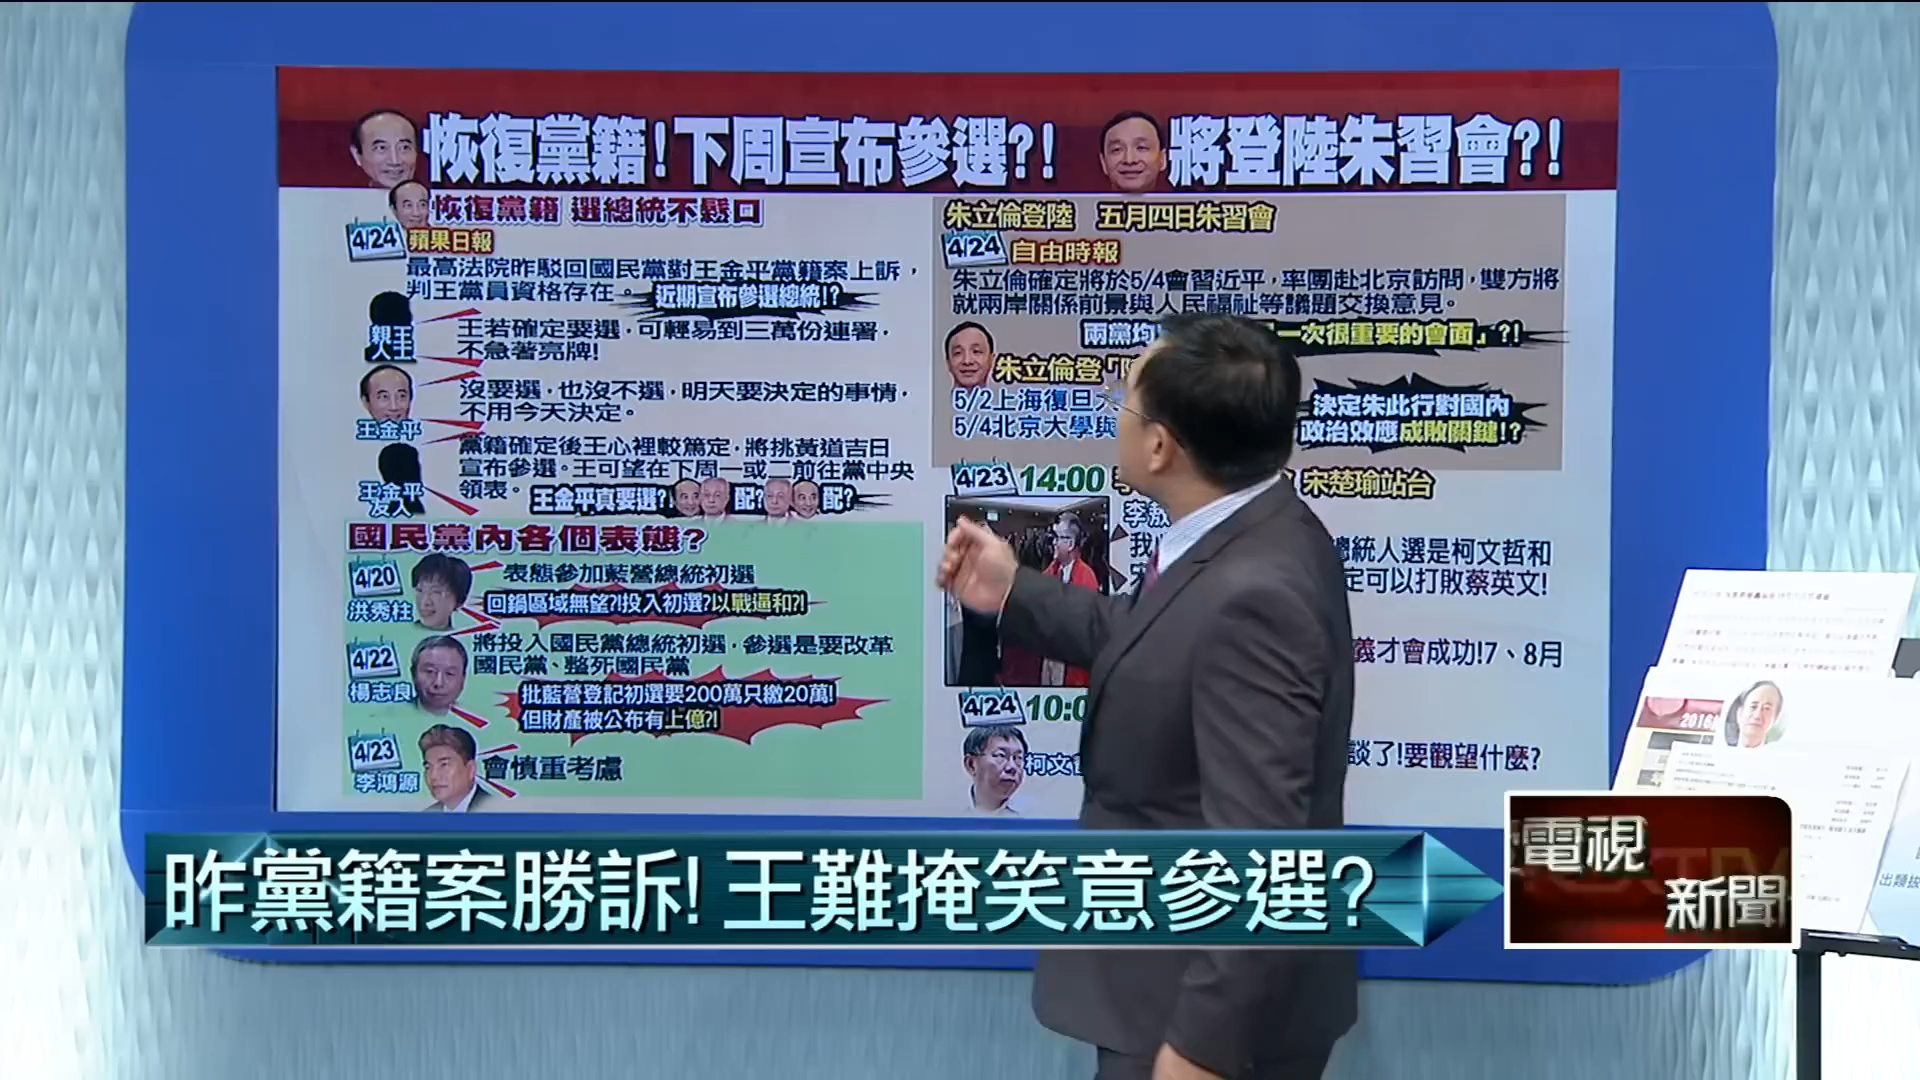 恢復黨籍!下周宣布參選?!
將登陸朱習會?!
恢復黨籍 選總統不鬆口
4/24 蘋果日報
最高法院昨駁回國民黨對王金平黨籍案上訴，
判王黨員資格存在。近期宣布參選總統!?
親王
人士
王若確定要選，可輕易到三萬份連署，
不急著亮牌!
王金平
沒要選，也沒不選，明天要決定的事情，
不用今天決定。
王金平
友人
黨籍確定後王心裡較篤定，將挑黃道吉日
宣布參選。王可望在下周一或二前往黨中央
領表。 王金平真要選? 配? 配?
國民黨內各個表態?
4/20
洪秀柱
表態參加藍營總統初選
回鍋區域無望?!投入初選?以戰逼和?!
4/22
楊志良
將投入國民黨總統初選，參選是要改革
國民黨、整死國民黨
批藍營登記初選要200萬只繳20萬!
但財產被公布有上億?!
4/23
李鴻源
會慎重考慮
朱立倫登陸 五月四日朱習會
4/24 自由時報
朱立倫確定將於5/4會習近平，率團赴北京訪問，雙方將
就兩岸關係前景與人民福祉等議題交換意見。
兩黨均 一次很重要的會面」?!
朱立倫登「
5/2上海復旦
5/4北京大學與
決定朱此行對國內
政治效應成敗關鍵!?
4/23 14:00 宋楚瑜站台
李敖
我
總統人選是柯文哲和
定可以打敗蔡英文!
義才會成功!7、8月
4/24 10:0
柯文
談了!要觀望什麼?
昨黨籍案勝訴!王難掩笑意參選?
電視
新聞
2016